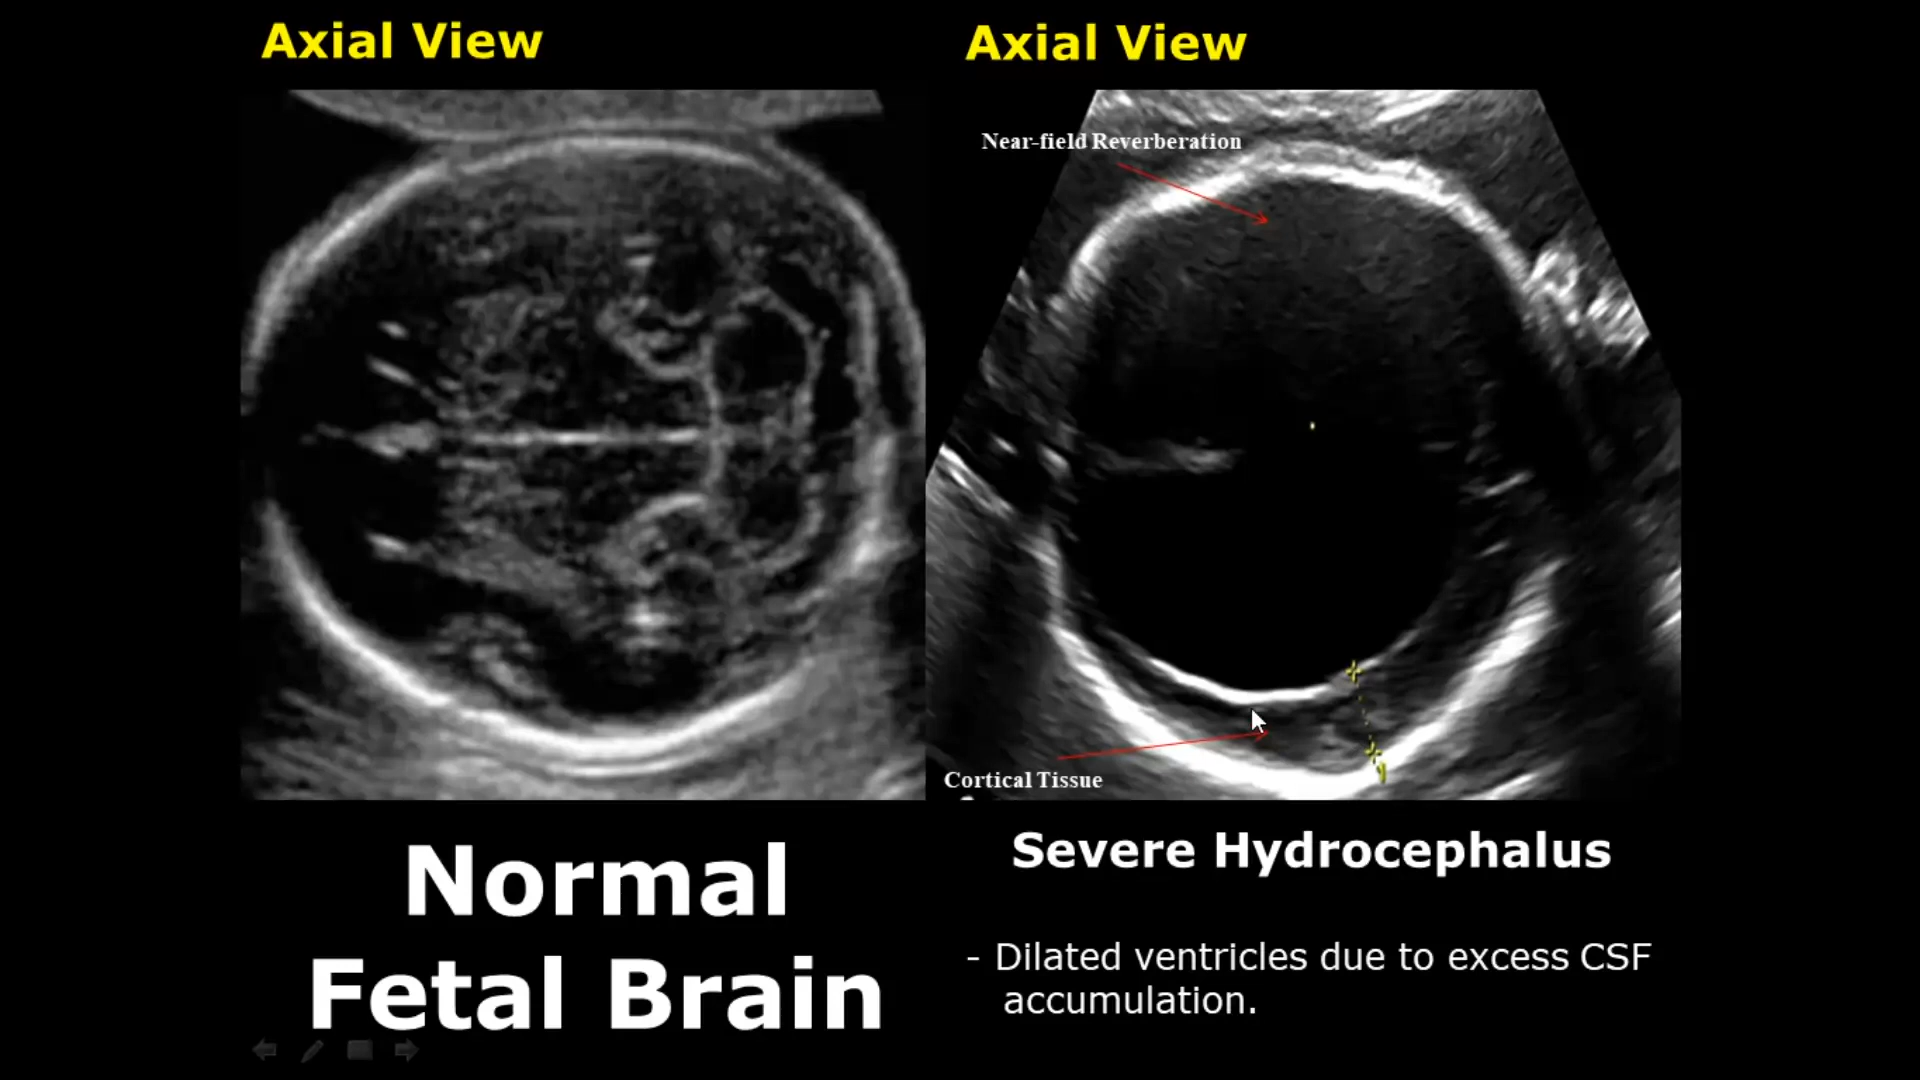 Axial View
Axial View
Near-field Reverberation
Cortical Tissue
Normal
Fetal Brain
Severe Hydrocephalus
- Dilated ventricles due to excess CSF
accumulation.